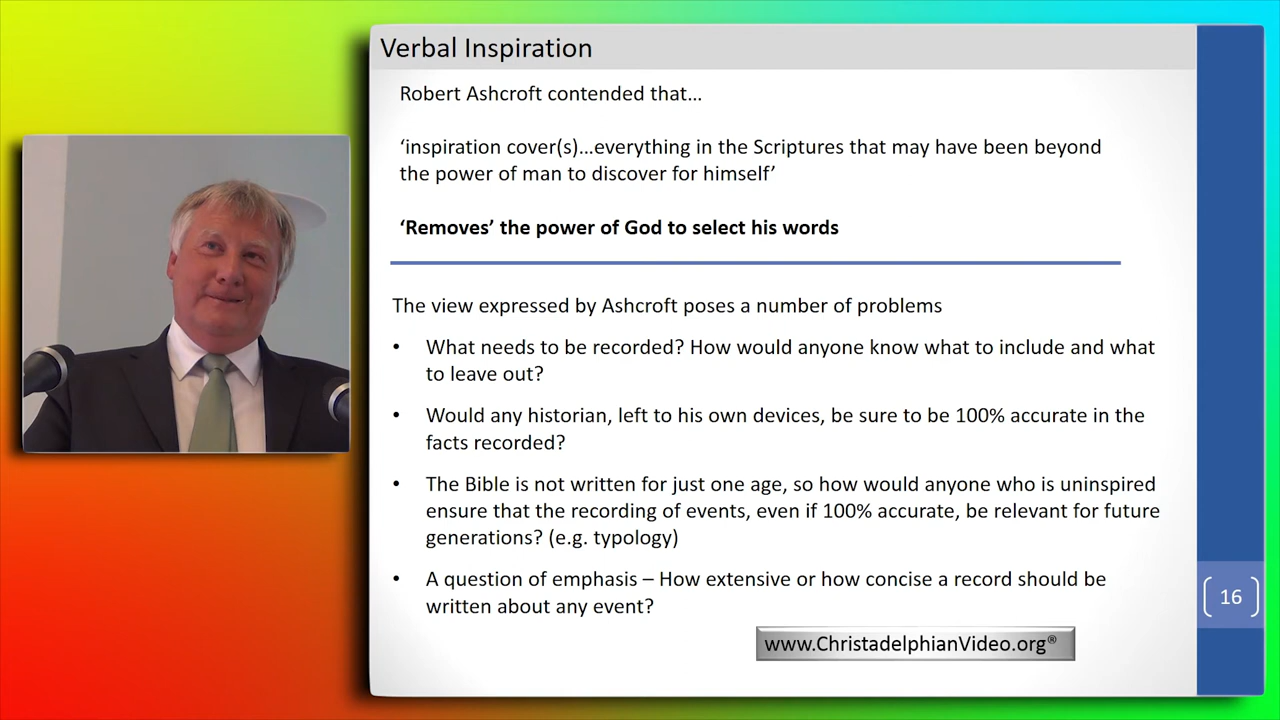 Verbal Inspiration
Robert Ashcroft contended that...
‘inspiration cover(s)...everything in the Scriptures that may have been beyond
the power of man to discover for himself’
‘Removes’ the power of God to select his words
The view expressed by Ashcroft poses a number of problems
• What needs to be recorded? How would anyone know what to include and what
to leave out?
• Would any historian, left to his own devices, be sure to be 100% accurate in the
facts recorded?
• The Bible is not written for just one age, so how would anyone who is uninspired
ensure that the recording of events, even if 100% accurate, be relevant for future
generations? (e.g. typology)
• A question of emphasis – How extensive or how concise a record should be
written about any event?
16
www.ChristadelphianVideo.org®